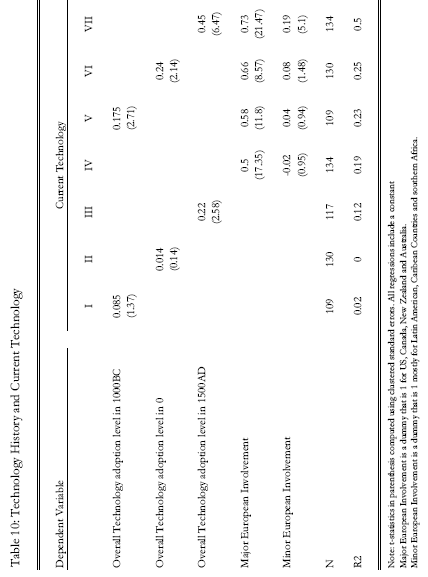 Table 10: Technology History and Current Technology
Dependent Variable Current Technology
I II III IV V VI VII
Overall Technology adoption level in 1000BC 0.085 0.175
(1.37) (2.71)
Overall Technology adoption level in 0 0.014 0.24
(0.14) (2.14)
Overall Technology adoption level in 1500AD 0.22 0.45
(2.58) (6.47)
Major European Involvement 0.5 0.58 0.66 0.73
(17.35) (11.8) (8.57) (21.47)
Minor European Involvement -0.02 0.04 0.08 0.19
(0.95) (0.94) (1.48) (5.1)
N 109 130 117 134 109 130 134
R2 0.02 0 0.12 0.19 0.23 0.25 0.5
Note: t-statistics in parenthesis computed using clustered standard errors. All regressions include a constant
Major European Involvement is a dummy that is 1 for US, Canada, New Zealand and Australia.
Minor European Involvement is a dummy that is 1 mostly for Latin American, Caribean Countries and southern Africa.